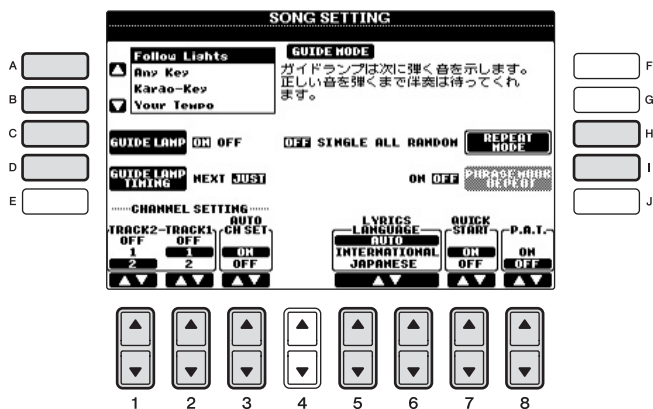 SONG SETTING
A
B
C
D
E
Follow Lights
Any Key
Karao-Key
Your Tempo
GUIDE MODE
ガイドランプは次に弾く音を示します。
正しい音を弾くまで伴奏は待ってくれ
ます。
GUIDE LAMP ON OFF
OFF SINGLE ALL RANDOM REPEAT MODE
GUIDE LAMP TIMING NEXT JUST
ON OFF PHRASE MARK REPEAT
CHANNEL SETTING
TRACK2 TRACK1 AUTO CH SET
OFF OFF
1 1 ON
2 2 OFF
LYRICS LANGUAGE
AUTO
INTERNATIONAL
JAPANESE
QUICK START
ON
OFF
P.A.T.
ON
OFF
F
G
H
I
J
1 2 3 4 5 6 7 8